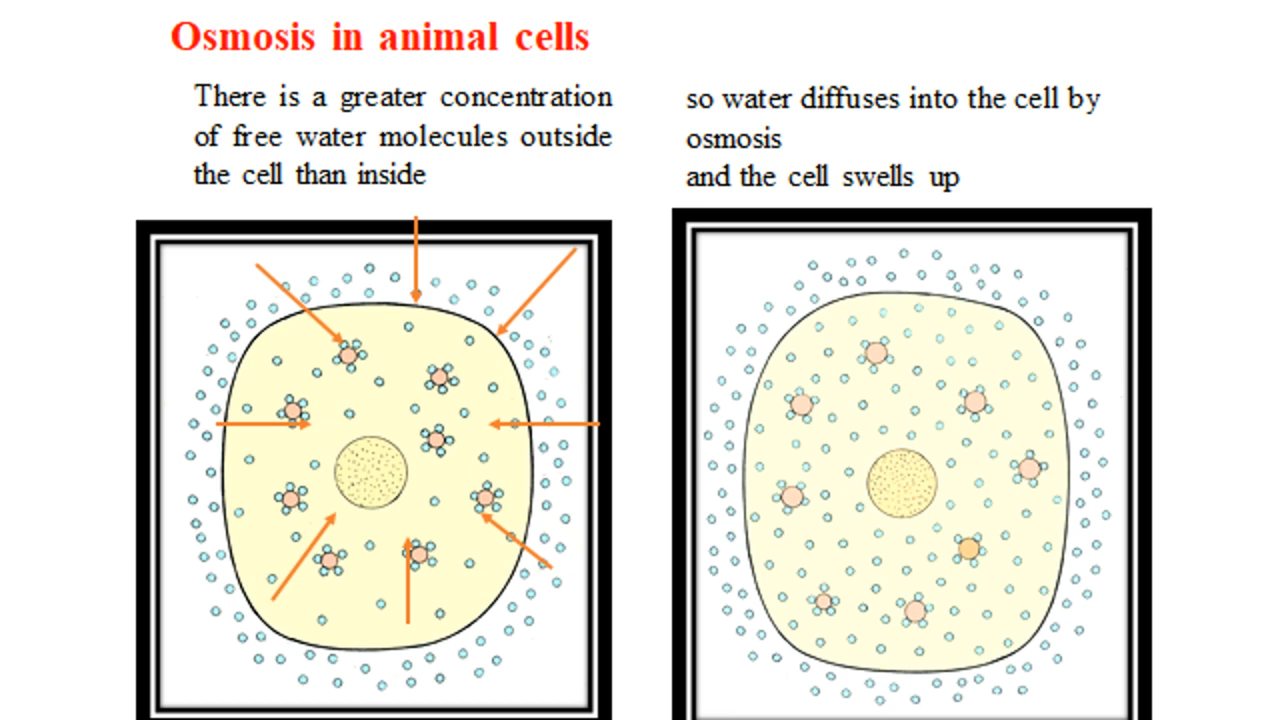 Osmosis in animal cells
There is a greater concentration
of free water molecules outside
the cell than inside
so water diffuses into the cell by
osmosis
and the cell swells up